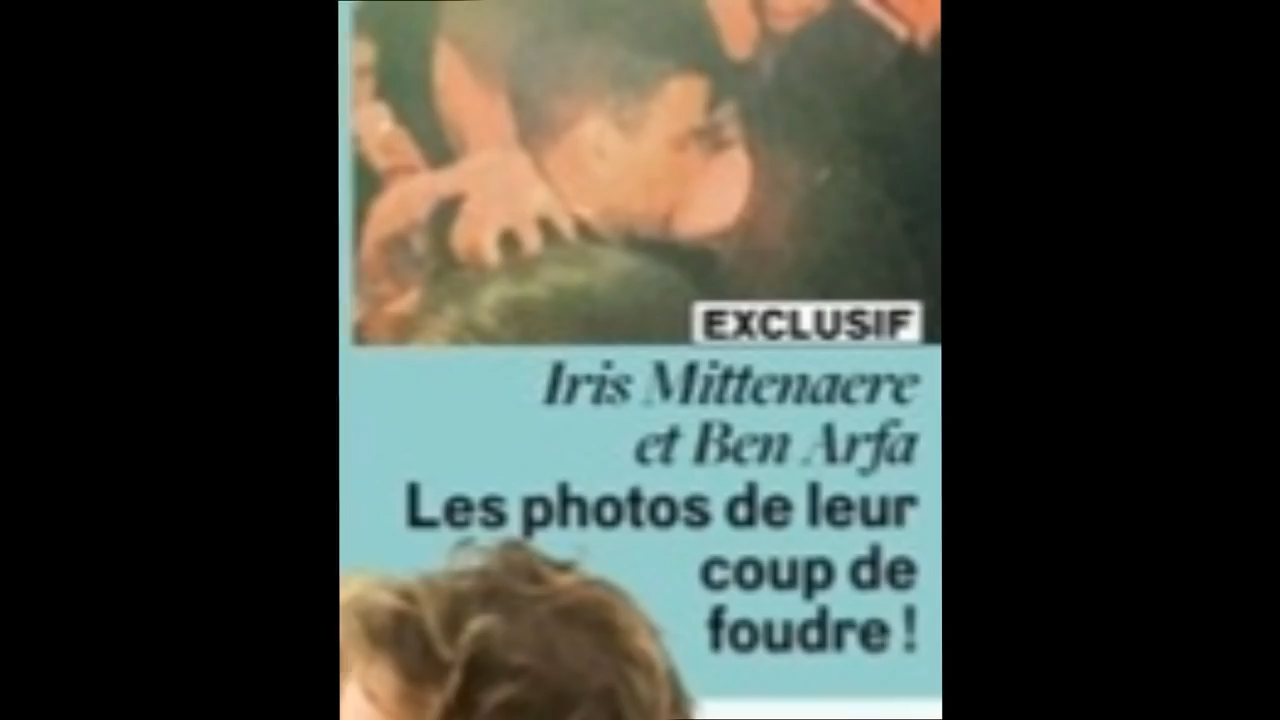 EXCLUSIF
Iris Mittenaere
et Ben Arfa
Les photos de leur
coup de
foudre !